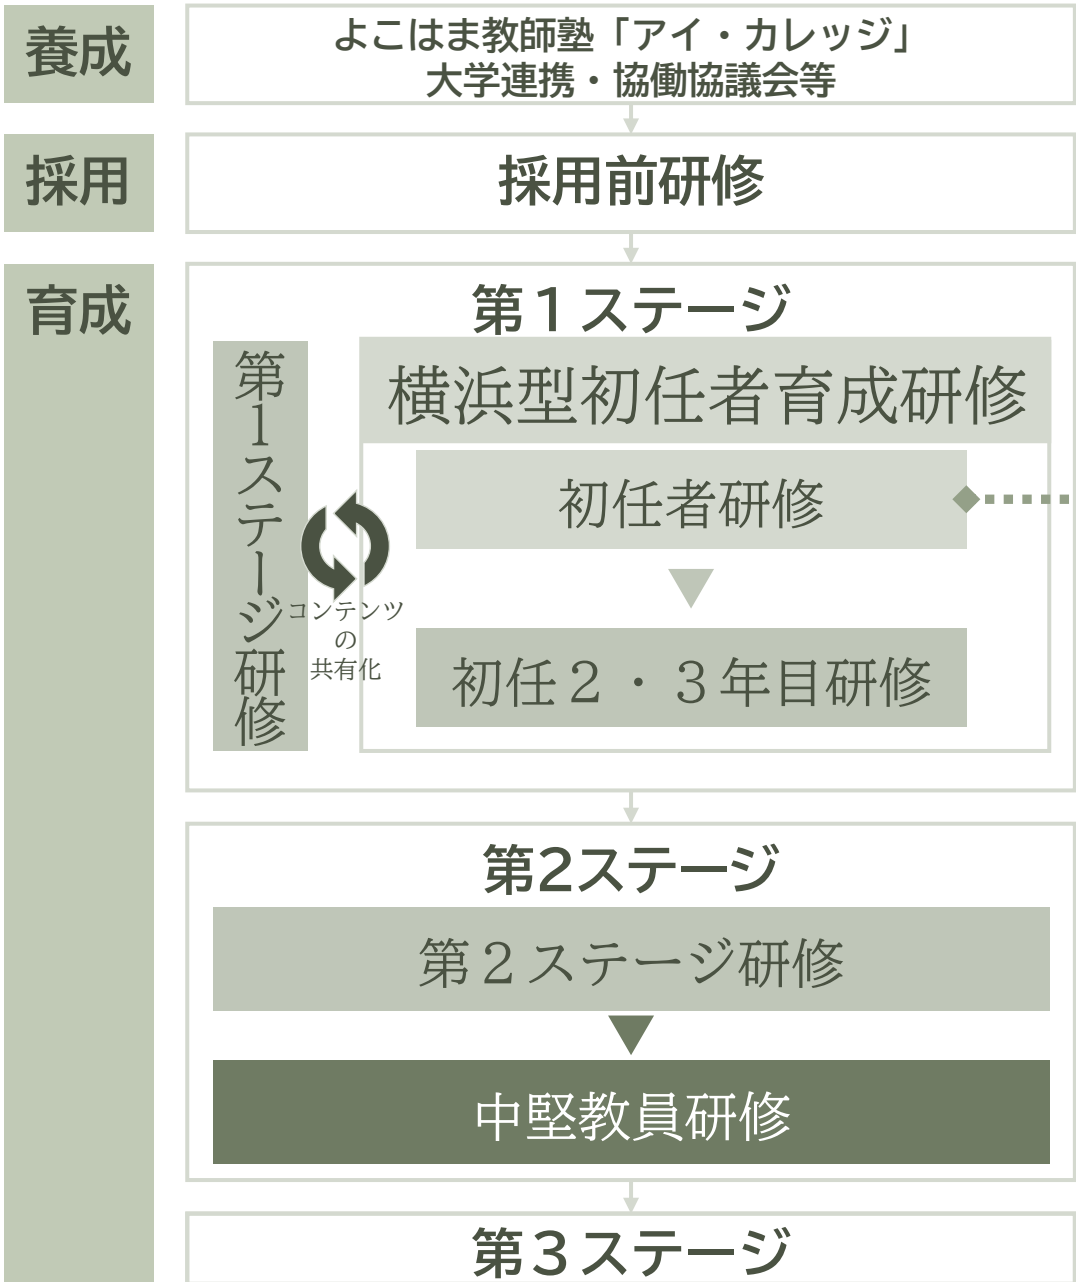 養成
よこはま教師塾「アイ・カレッジ」
大学連携・協働協議会等
採用
採用前研修
育成
第１ステージ
第１ステージ研修
横浜型初任者育成研修
初任者研修
コンテンツ
の
共有化
初任２・３年目研修
第2ステージ
第２ステージ研修
中堅教員研修
第３ステージ